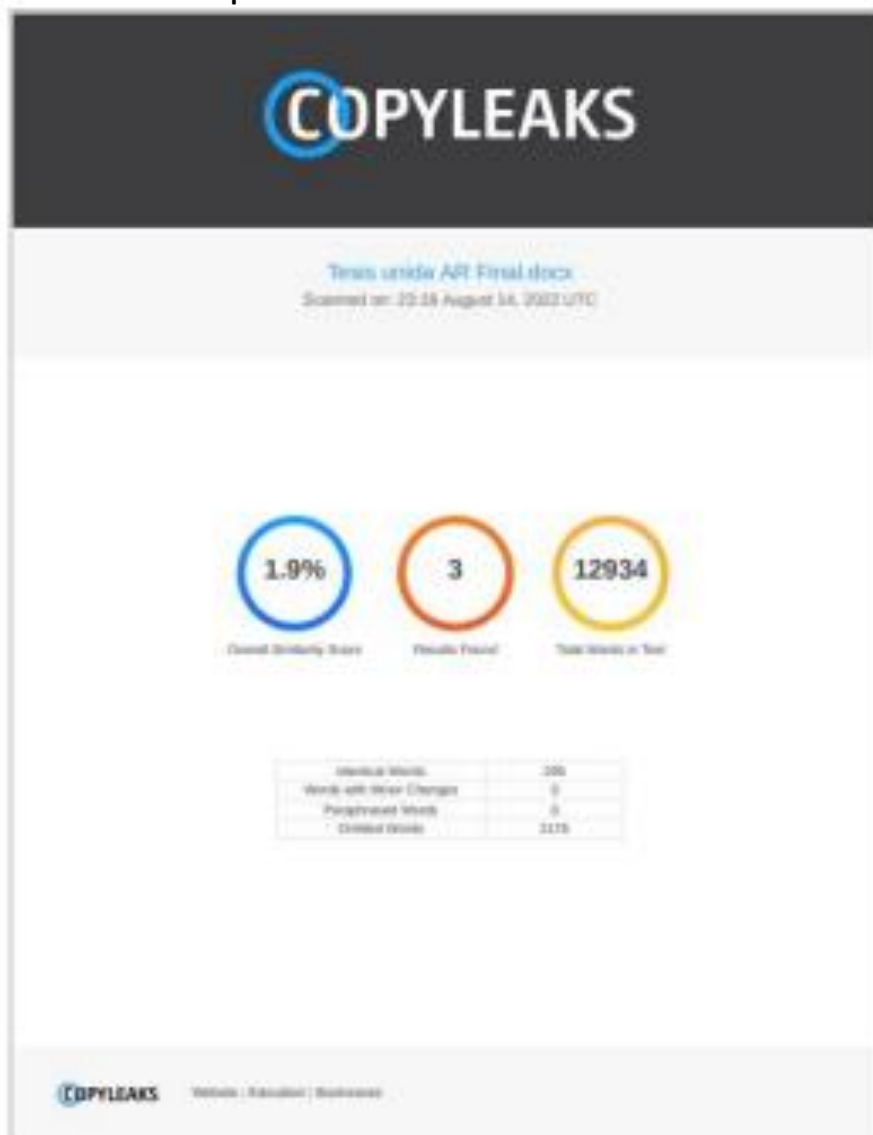 COPYLEAKS
Tesis unida AR Final.docx
Scanned on: August 14, 2022 UTC
1.9%
3
12934
Overall Similarity Score
Results Found
Total Words in Text
Identical Words
Words with Minor Changes 0
Paraphrased Words 0
Omitted Words
COPYLEAKS
Website | Education | Businesses